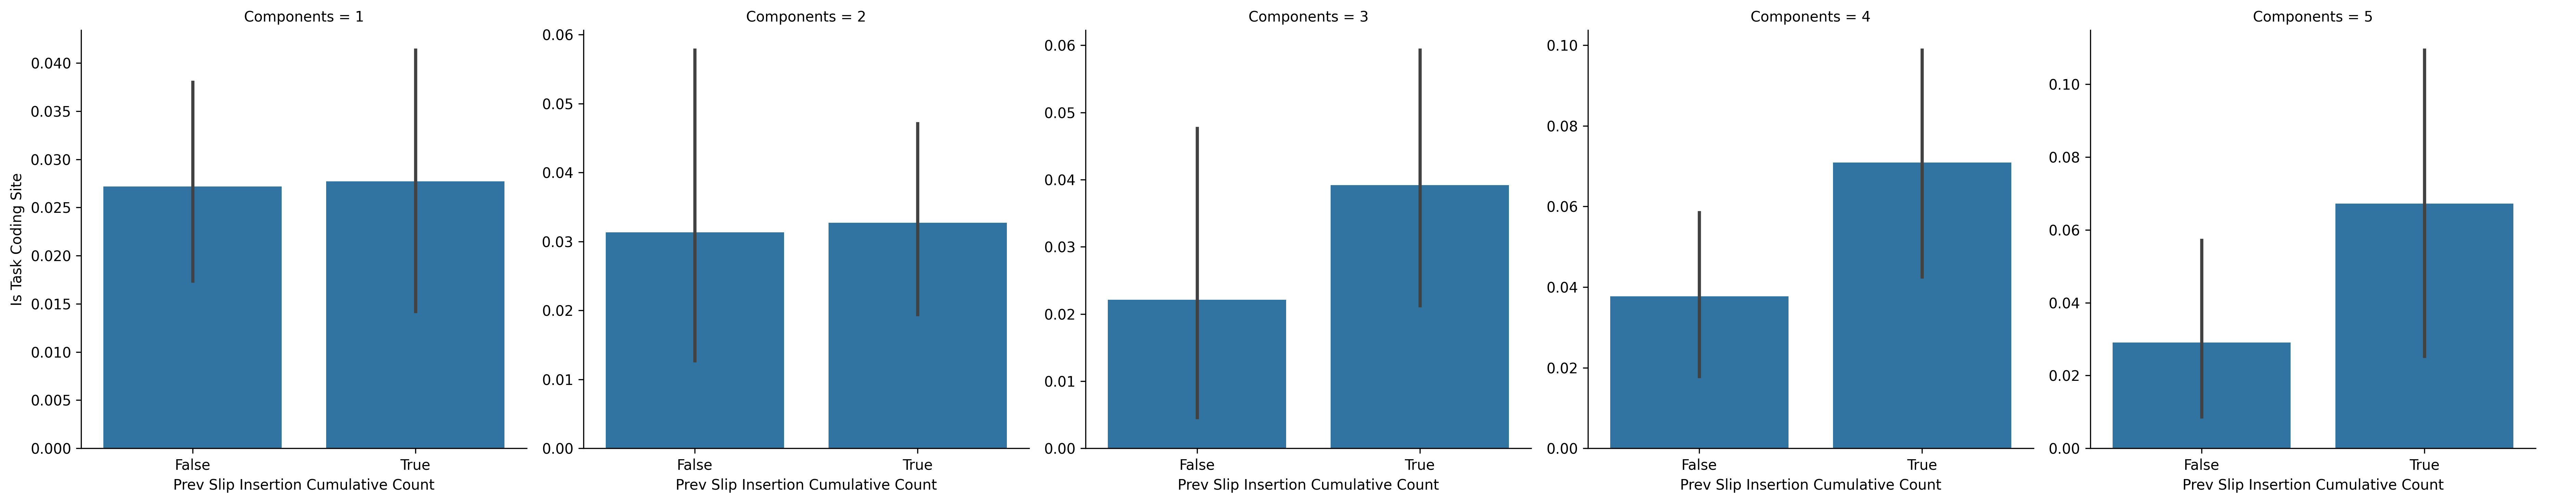 Components = 1
Components = 2
Components = 3
Components = 4
Components = 5
Is Task Coding Site
0.040
0.035
0.030
0.025
0.020
0.015
0.010
0.005
0.000
False
True
Prev Slip Insertion Cumulative Count
0.06
0.05
0.04
0.03
0.02
0.01
0.00
False
True
Prev Slip Insertion Cumulative Count
0.06
0.05
0.04
0.03
0.02
0.01
0.00
False
True
Prev Slip Insertion Cumulative Count
0.10
0.08
0.06
0.04
0.02
0.00
False
True
Prev Slip Insertion Cumulative Count
0.10
0.08
0.06
0.04
0.02
0.00
False
True
Prev Slip Insertion Cumulative Count